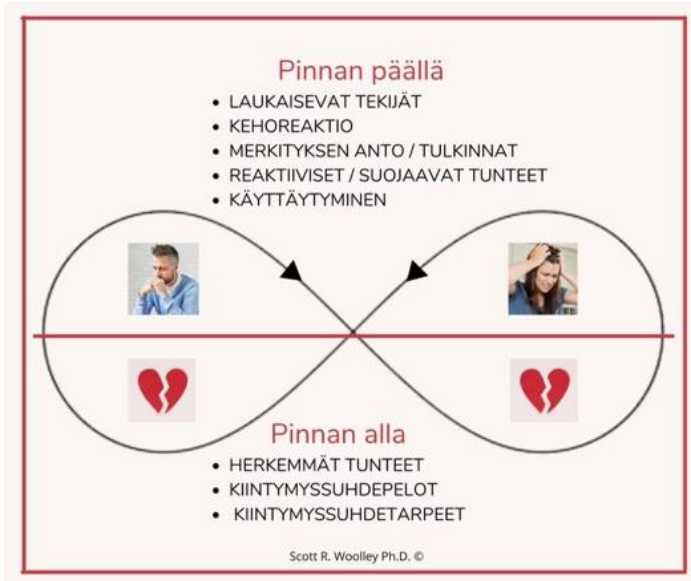 Pinnan päällä
• LAUKAISEVAT TEKIJÄT
• KEHOREAKTIO
• MERKITYKSEN ANTO / TULKINNAT
• REAKTIIVISET / SUOJAAVAT TUNTEET
• KÄYTTÄYTYMINEN
Pinnan alla
• HERKEMMÄT TUNTEET
• KIINTYMYSSUHDEPELOT
• KIINTYMYSSUHDETARPEET
Scott R. Woolley Ph.D. ©